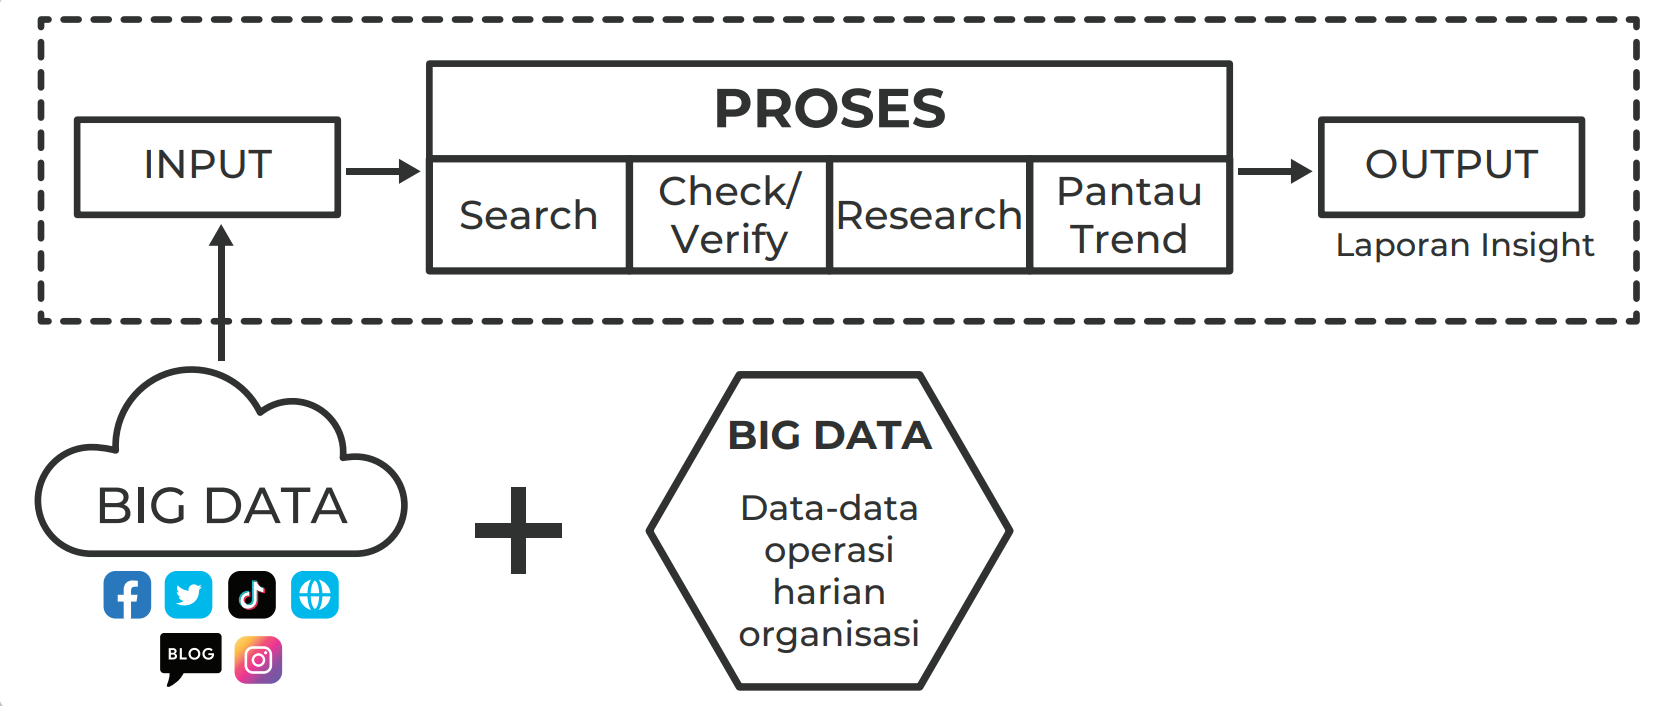 PROSES
INPUT
Search
Check/
Verify
Research
Pantau
Trend
OUTPUT
Laporan Insight
BIG DATA
BLOG
BIG DATA
Data-data
operasi
harian
organisasi